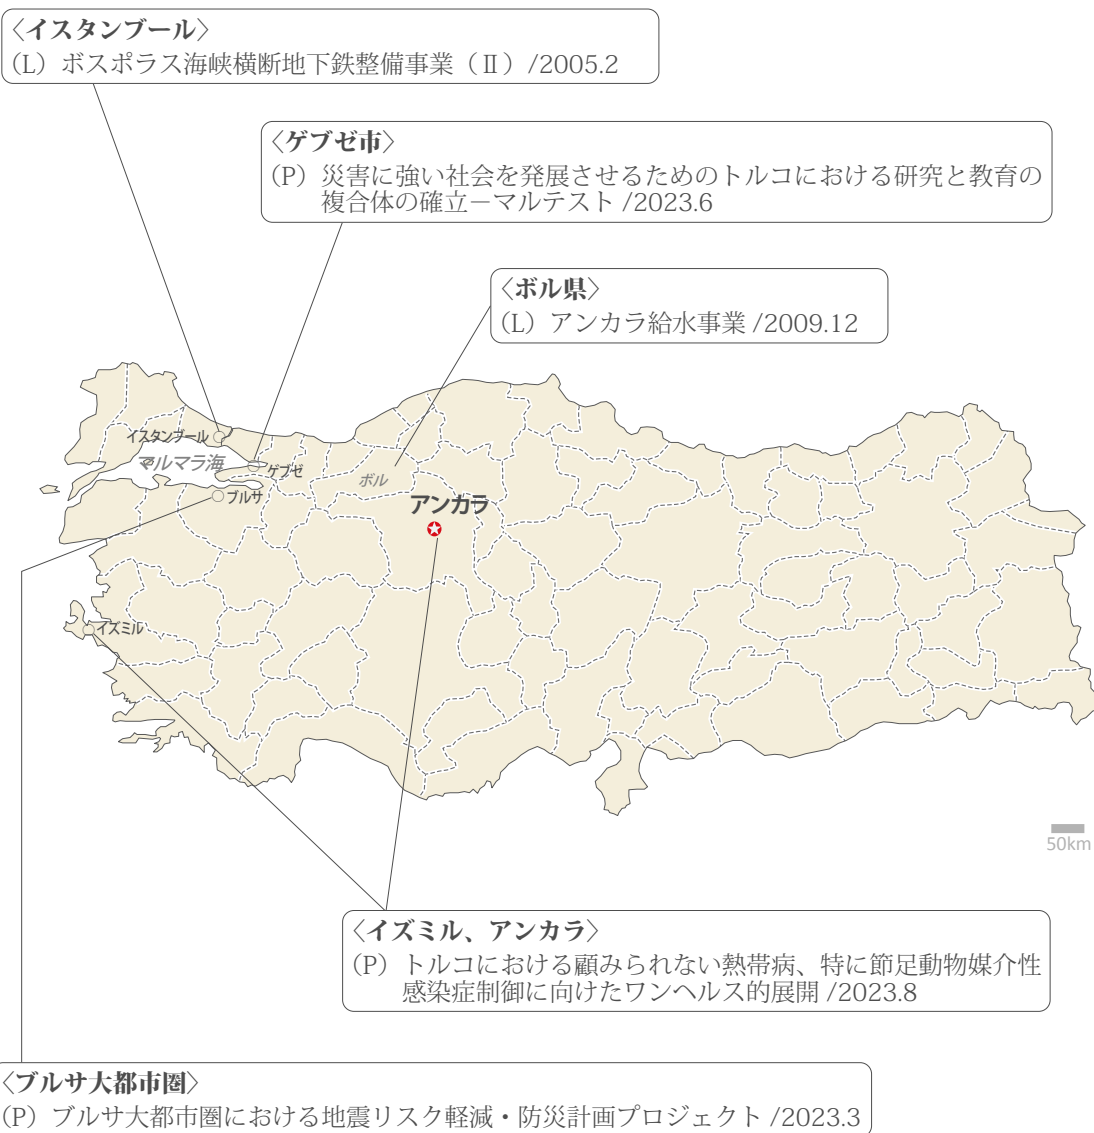 〈イスタンブール〉
(L) ボスポラス海峡横断地下鉄整備事業（Ⅱ）/2005.2
〈ゲブゼ市〉
(P) 災害に強い社会を発展させるためのトルコにおける研究と教育の
複合体の確立－マルテスト /2023.6
〈ボル県〉
(L) アンカラ給水事業 /2009.12
イスタンブール
マルマラ海
ゲブゼ
ボル
ブルサ
アンカラ
イズミル
50km
〈イズミル、アンカラ〉
(P) トルコにおける顧みられない熱帯病、特に節足動物媒介性
感染症制御に向けたワンヘルス的展開 /2023.8
〈ブルサ大都市圏〉
(P) ブルサ大都市圏における地震リスク軽減・防災計画プロジェクト /2023.3